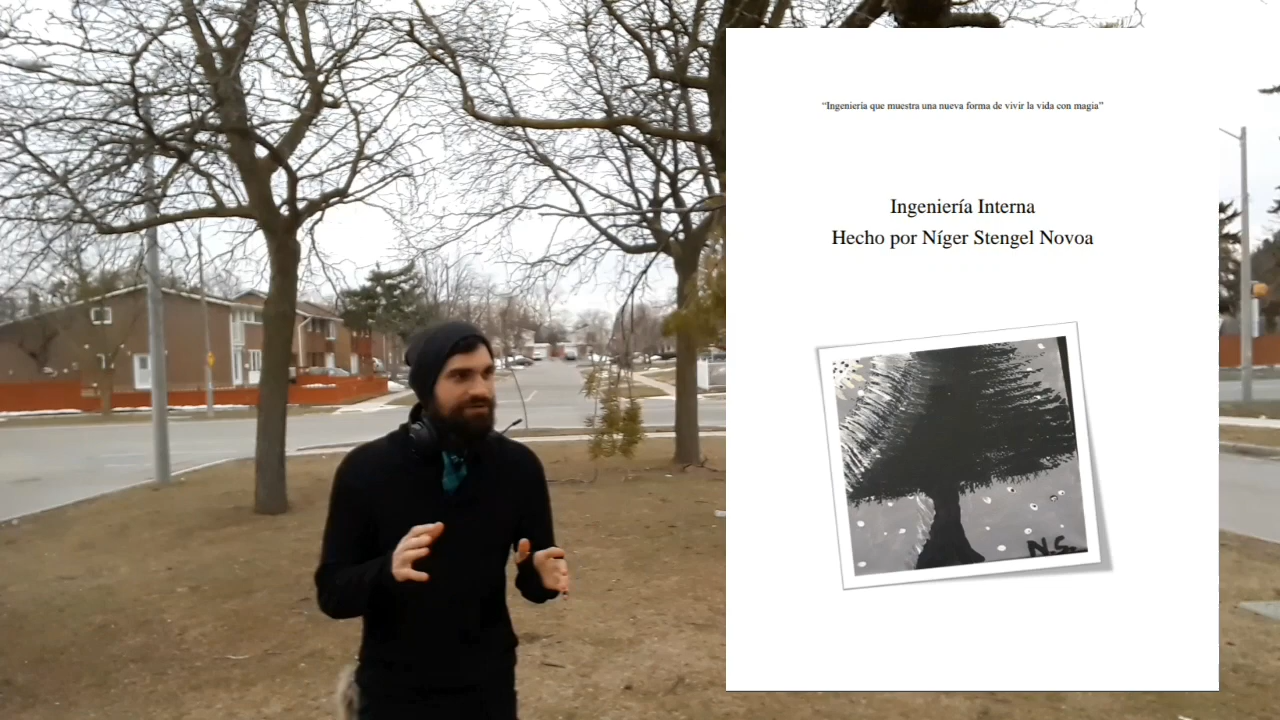 “Ingeniería que muestra una nueva forma de vivir la vida con magia”
Ingeniería Interna
Hecho por Níger Stengel Novoa
N.S.